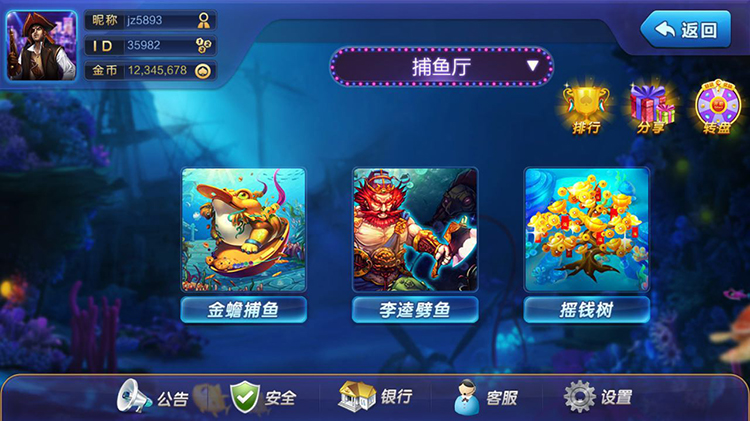 昵称 jz5893
ID 35982
金币 12,345,678
返回
捕鱼厅
排行
分享
转盘
金蟾捕鱼
李逵劈鱼
摇钱树
公告
安全
银行
客服
设置